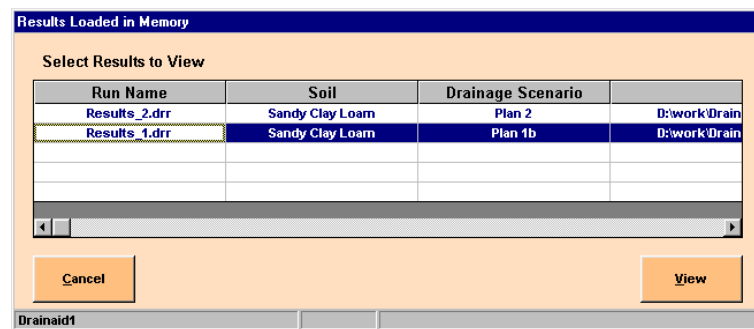 Results Loaded in Memory
Select Results to View
Run Name Soil Drainage Scenario
Results_2.drr Sandy Clay Loam Plan 2 D:\work\Drain
Results_1.drr Sandy Clay Loam Plan 1b D:\work\Drain
Cancel View
Drainaid1